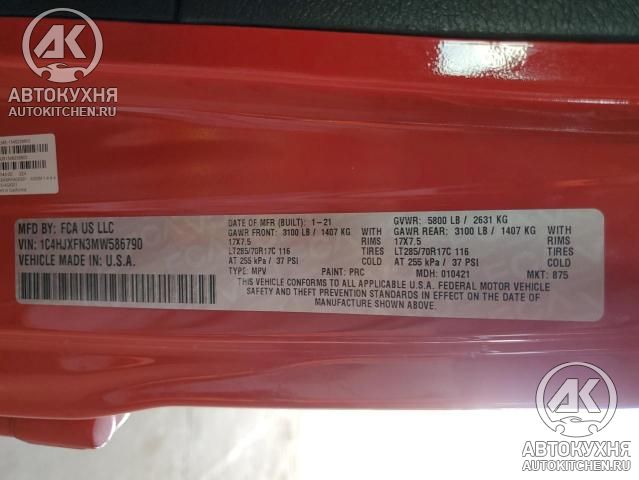 АВТОКУХНЯ
AUTOKITCHEN.RU
АВТОКУХНЯ
AUTOKITCHEN.RU
MFD BY: FCA US LLC
VIN: 1C4HJXFN3MW586790
VEHICLE MADE IN: U.S.A.
DATE OF MFR (BUILT): 1-21
GAWR FRONT: 3100 LB / 1407 KG
17X7.5
LT285/70R17C 116 TIRES
AT 255 kPa / 37 PSI COLD
TYPE: MPV PAINT: PRC
GVWR: 5800 LB / 2631 KG
GAWR REAR: 3100 LB / 1407 KG
17X7.5
LT285/70R17C 116 TIRES
AT 255 kPa / 37 PSI COLD
MDH: 010421 MKT: 875
THIS VEHICLE CONFORMS TO ALL APPLICABLE U.S.A. FEDERAL MOTOR VEHICLE
SAFETY AND THEFT PREVENTION STANDARDS IN EFFECT ON THE DATE OF
MANUFACTURE SHOWN ABOVE.
АК
АВТОКУХНЯ
AUTOKITCHEN.RU